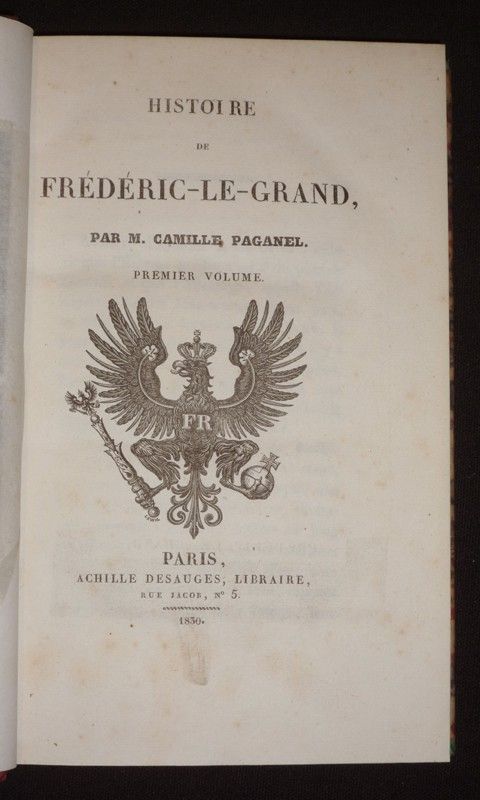 HISTOIRE
DE
FRÉDÉRIC-LE-GRAND,
PAR M. CAMILLE PAGANEL.
PREMIER VOLUME.
FR
PARIS,
ACHILLE DESAUGES, LIBRAIRE,
RUE JACOB, N° 5.
1830.